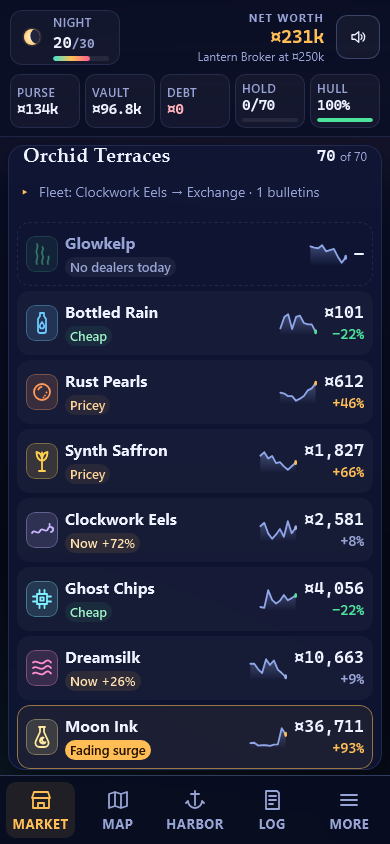 NIGHT
20/30
NET WORTH
¤231k
Lantern Broker at ¤250k
PURSE
¤134k
VAULT
¤96.8k
DEBT
¤0
HOLD
0/70
HULL
100%
Orchid Terraces
70 of 70
Fleet: Clockwork Eels → Exchange · 1 bulletins
Glowkelp
No dealers today
—
Bottled Rain
Cheap
¤101
−22%
Rust Pearls
Pricey
¤612
+46%
Synth Saffron
Pricey
¤1,827
+66%
Clockwork Eels
Now +72%
¤2,581
+8%
Ghost Chips
Cheap
¤4,056
−22%
Dreamsilk
Now +26%
¤10,663
+9%
Moon Ink
Fading surge
¤36,711
+93%
MARKET
MAP
HARBOR
LOG
MORE